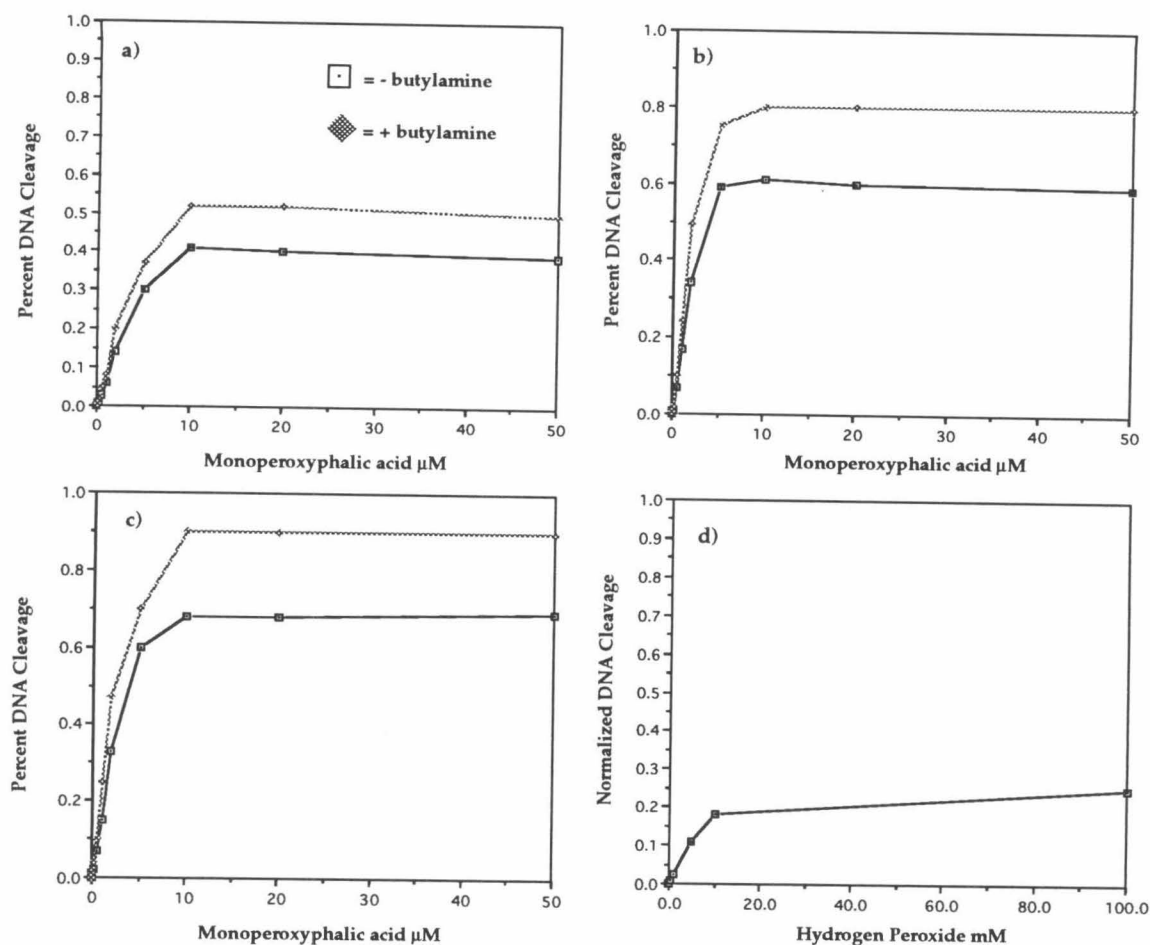 a)
= - butylamine
= + butylamine
Percent DNA Cleavage
1.0
0.9
0.8
0.7
0.6
0.5
0.4
0.3
0.2
0.1
0.0
0 10 20 30 40 50
Monoperoxyphalic acid µM
b)
Percent DNA Cleavage
1.0
0.8
0.6
0.4
0.2
0.0
0 10 20 30 40 50
Monoperoxyphalic acid µM
c)
Percent DNA Cleavage
1.0
0.8
0.6
0.4
0.2
0.0
0 10 20 30 40 50
Monoperoxyphalic acid µM
d)
Normalized DNA Cleavage
1.0
0.9
0.8
0.7
0.6
0.5
0.4
0.3
0.2
0.1
0.0
0.0 20.0 40.0 60.0 80.0 100.0
Hydrogen Peroxide mM